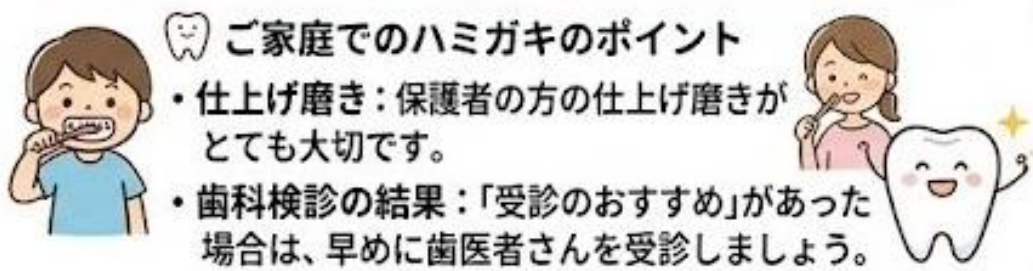 ご家庭でのハミガキのポイント
・仕上げ磨き：保護者の方の仕上げ磨きが
とても大切です。
・歯科検診の結果：「受診のおすすめ」があった
場合は、早めに歯医者さんを受診しましょう。